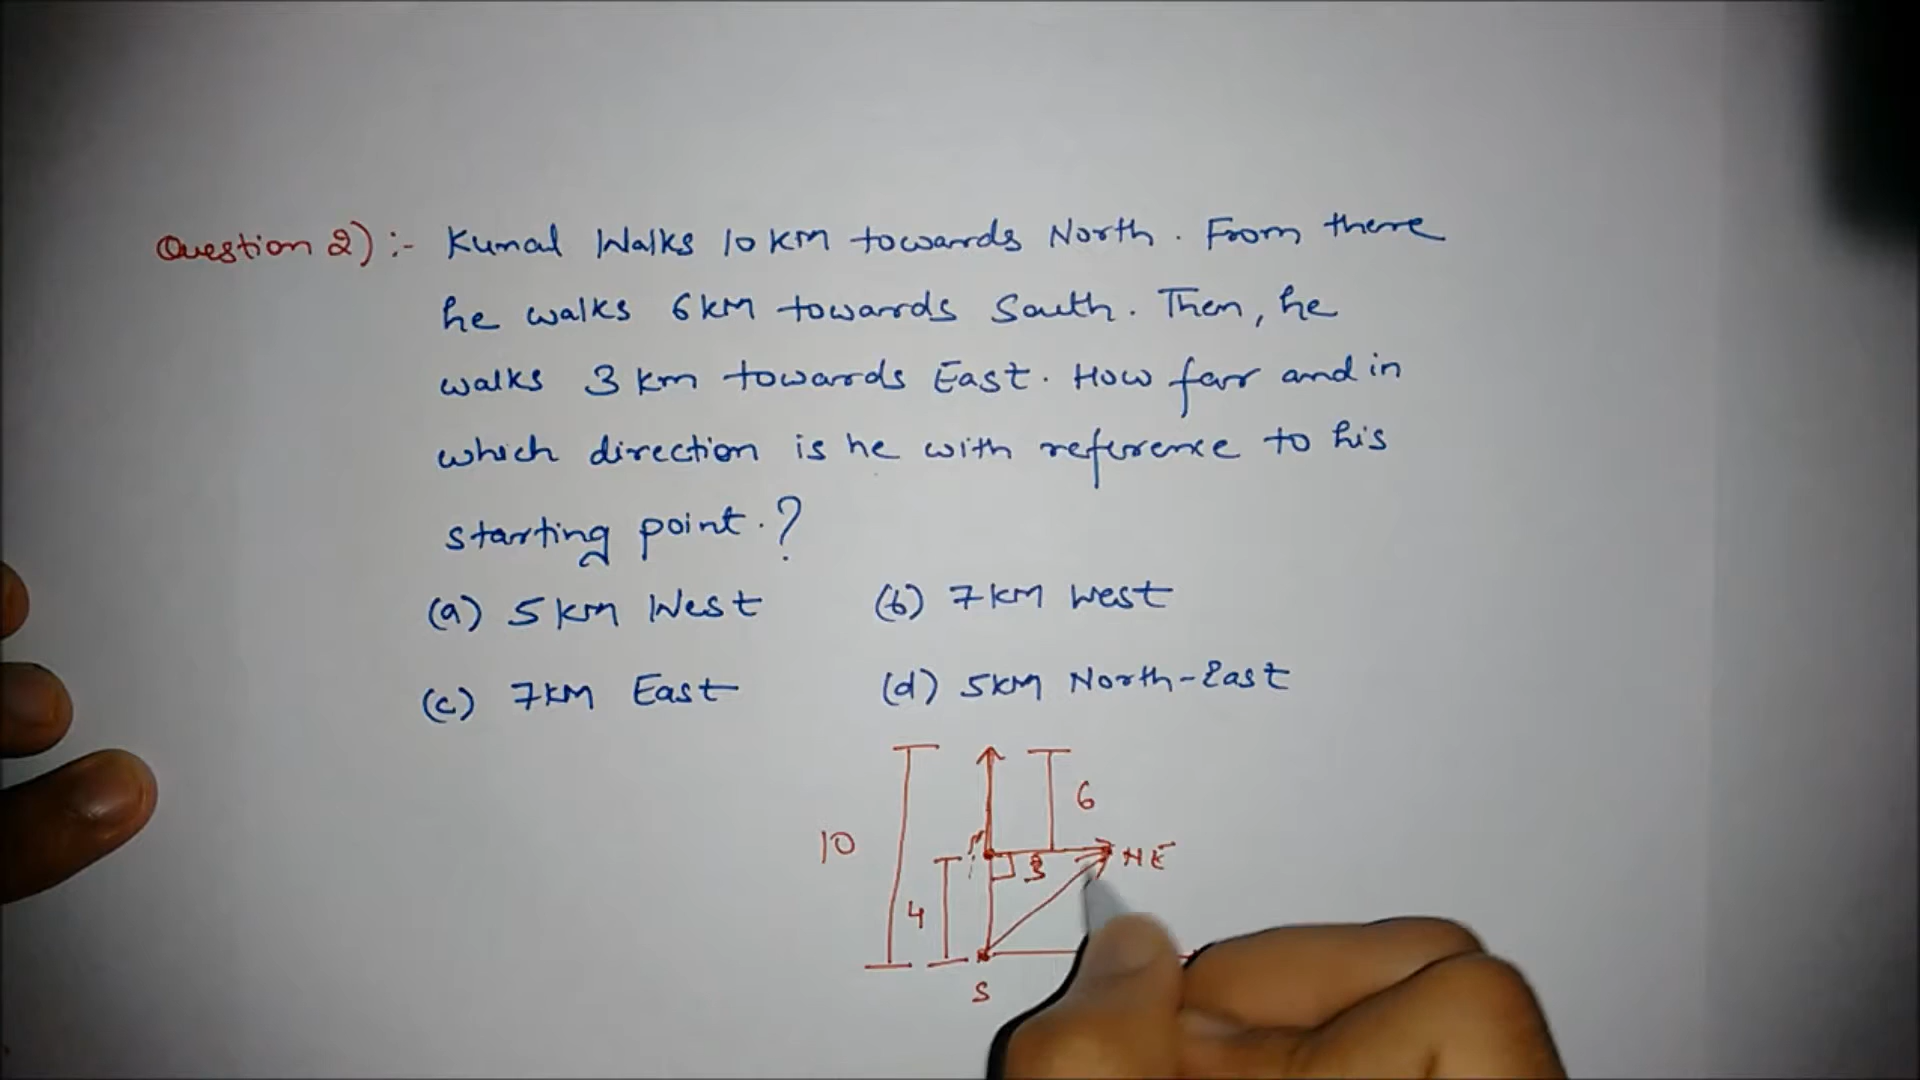 Question 2) :- Kunal Walks 10 KM towards North. From there
he walks 6 KM towards South. Then, he
walks 3 km towards East. How far and in
which direction is he with reference to his
starting point.?
(a) 5 km West (b) 7 KM west
(c) 7 KM East (d) 5 KM North-East
6
10
3 NE
4
S